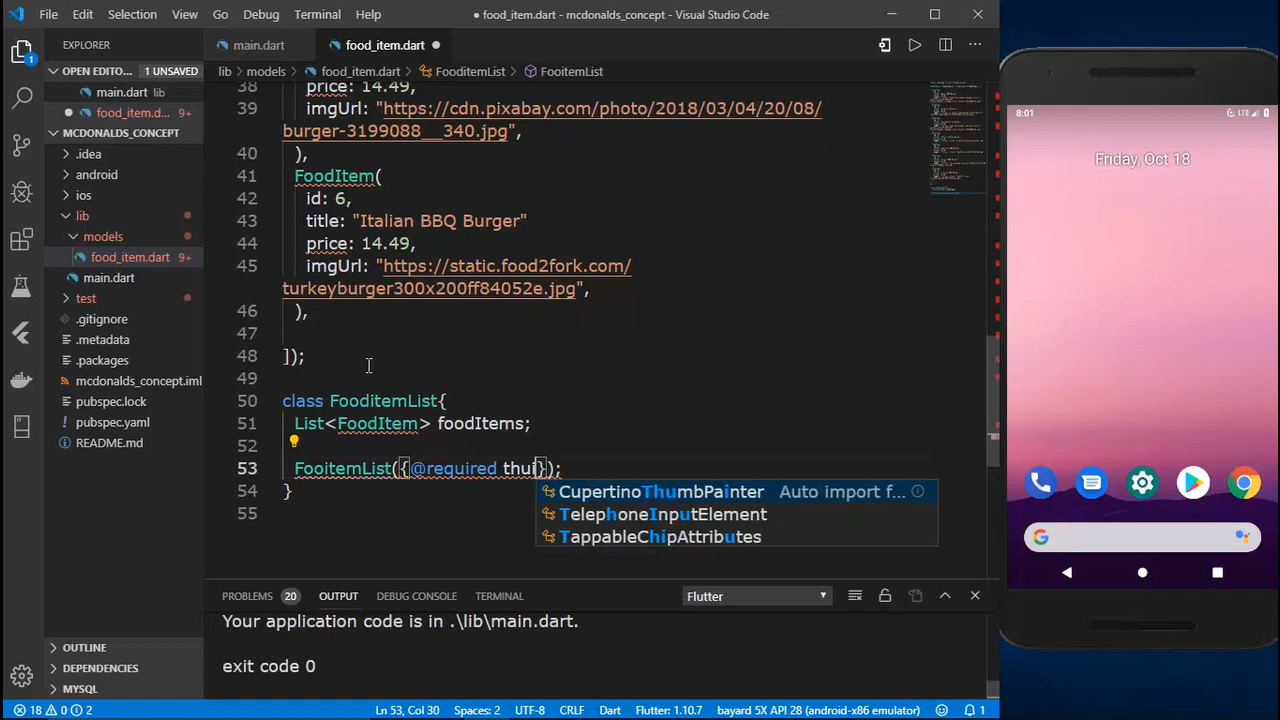 File Edit Selection View Go Debug Terminal Help
● food_item.dart - mcdonalds_concept - Visual Studio Code
EXPLORER
OPEN EDITO... 1 UNSAVED
main.dart lib
food_item.d... 9+
MCDONALDS_CONCEPT
.idea
android
ios
lib
models
food_item.dart 9+
main.dart
test
.gitignore
.metadata
.packages
mcdonalds_concept.iml
pubspec.lock
pubspec.yaml
README.md
OUTLINE
DEPENDENCIES
MYSQL
1
main.dart food_item.dart
lib > models > food_item.dart > FooditemList > FooitemList
38 price: 14.49,
39 imgUrl: "https://cdn.pixabay.com/photo/2018/03/04/20/08/
burger-3199088__340.jpg",
40 ),
41 FoodItem(
42 id: 6,
43 title: "Italian BBQ Burger"
44 price: 14.49,
45 imgUrl: "https://static.food2fork.com/
turkeyburger300x200ff84052e.jpg",
46 ),
47
48 ]);
49
50 class FooditemList{
51 List<FoodItem> foodItems;
52
53 FooitemList({@required thui});
54 }
55
CupertinoThumbPainter Auto import f...
TelephoneInputElement
TappableChipAttributes
PROBLEMS 20 OUTPUT DEBUG CONSOLE TERMINAL Flutter
Your application code is in .\lib\main.dart.
exit code 0
18 0 2 Ln 53, Col 30 Spaces: 2 UTF-8 CRLF Dart Flutter: 1.10.7 bayard 5X API 28 (android-x86 emulator) 1
8:01 LTE
Friday, Oct 18